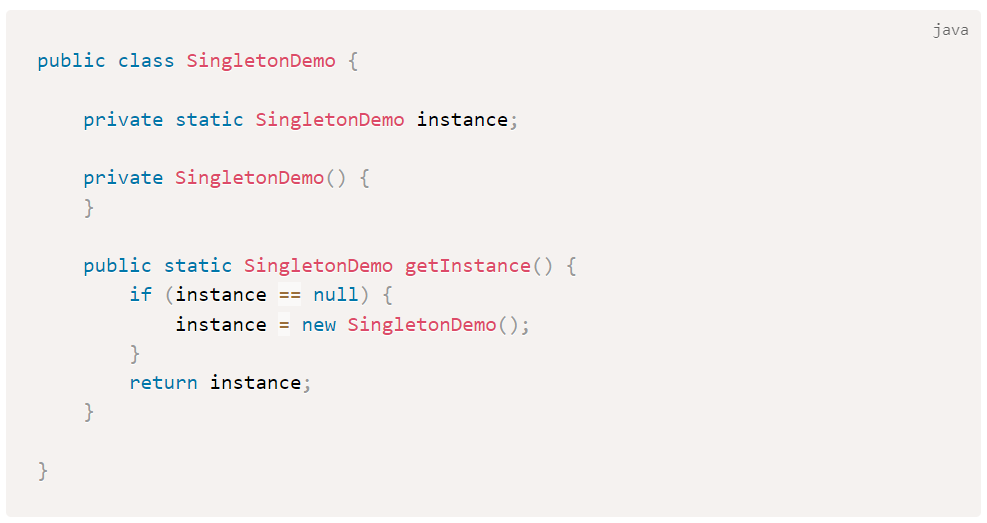 java
public class SingletonDemo {
private static SingletonDemo instance;
private SingletonDemo() {
}
public static SingletonDemo getInstance() {
if (instance == null) {
instance = new SingletonDemo();
}
return instance;
}
}